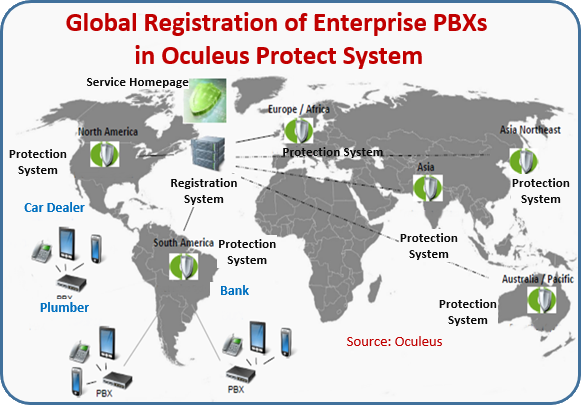 Global Registration of Enterprise PBXs
in Oculeus Protect System
Service Homepage
Europe / Africa
North America
Asia Northeast
Protection
System
Protection System
Asia
Protection
System
Registration
System
Car Dealer
South America
Protection
System
Protection
System
Australia / Pacific
Bank
PBX
Plumber
Protection
System
Source: Oculeus
PBX
PBX